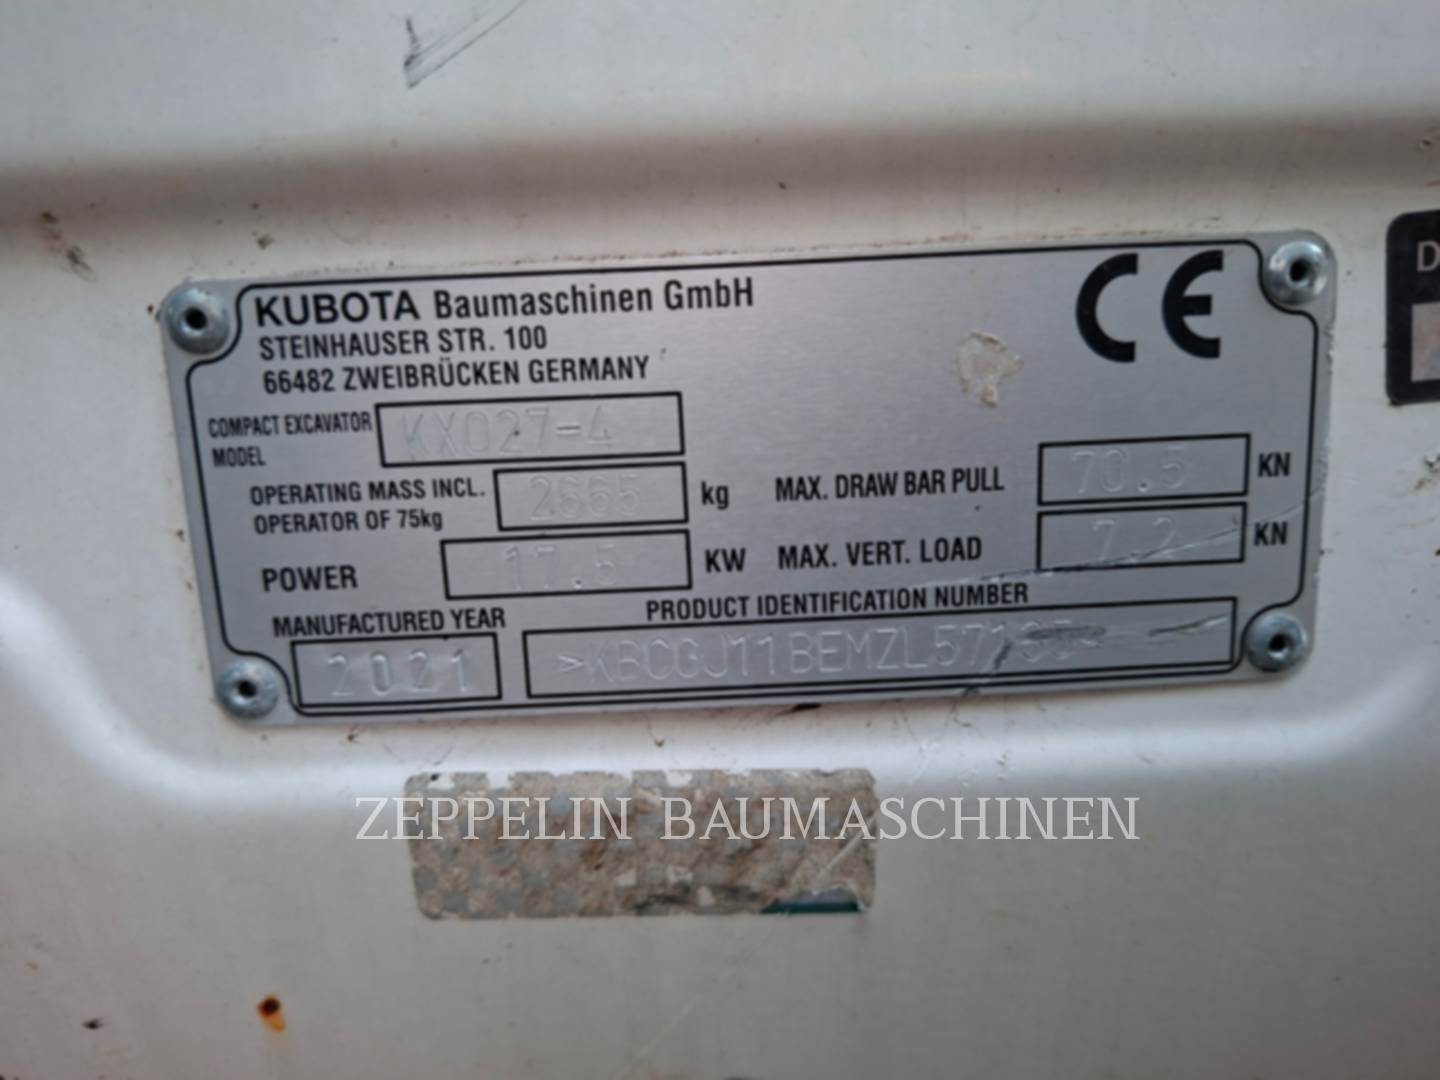 KUBOTA Baumaschinen GmbH
STEINHAUSER STR. 100
66482 ZWEIBRÜCKEN GERMANY
CE
COMPACT EXCAVATOR MODEL KX027-4
OPERATING MASS INCL. OPERATOR OF 75kg 2665 kg
MAX. DRAW BAR PULL 70.5 KN
POWER 17.5 KW
MAX. VERT. LOAD 7.2 KN
MANUFACTURED YEAR 2021
PRODUCT IDENTIFICATION NUMBER
ZEPPELIN BAUMASCHINEN